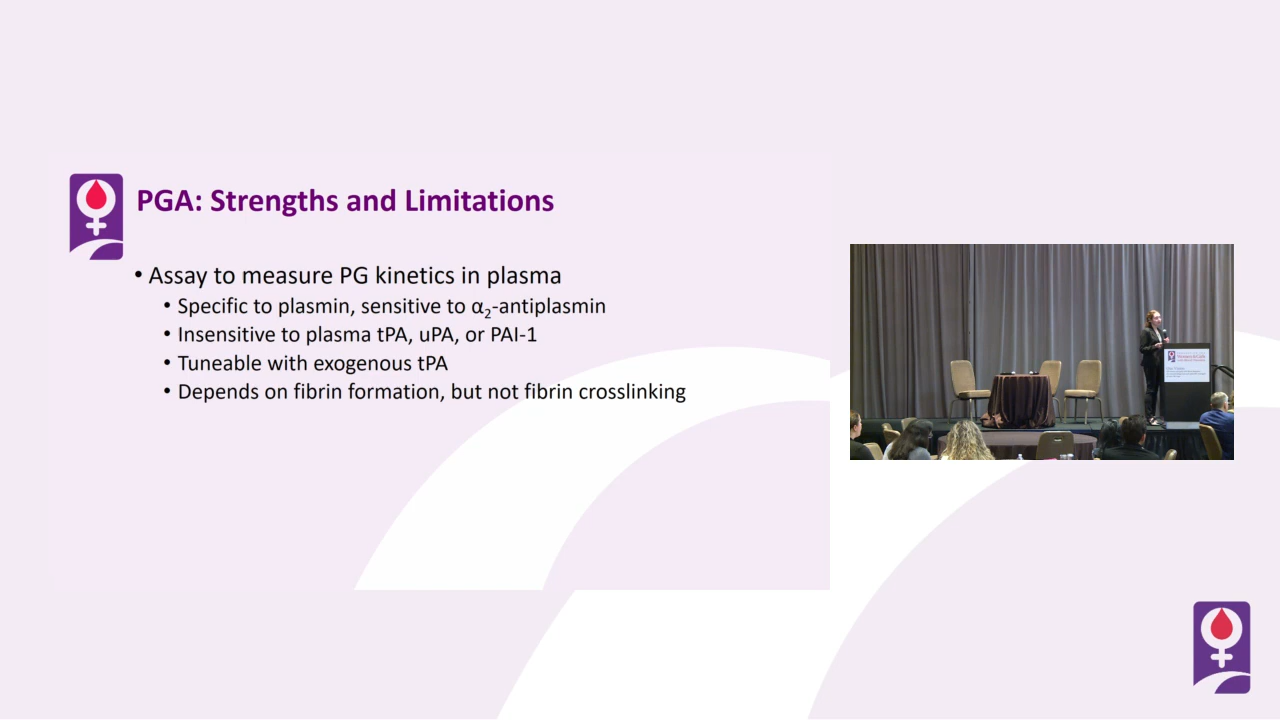 PGA: Strengths and Limitations
• Assay to measure PG kinetics in plasma
• Specific to plasmin, sensitive to α₂-antiplasmin
• Insensitive to plasma tPA, uPA, or PAI-1
• Tuneable with exogenous tPA
• Depends on fibrin formation, but not fibrin crosslinking